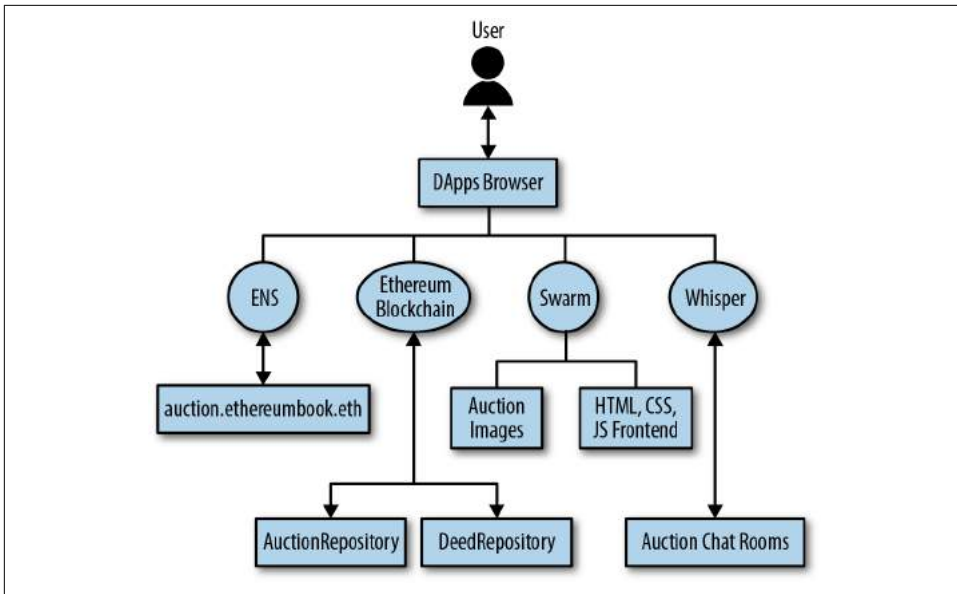 User
DApps Browser
ENS
Ethereum
Blockchain
Swarm
Whisper
auction.ethereumbook.eth
Auction
Images
HTML, CSS,
JS Frontend
AuctionRepository
DeedRepository
Auction Chat Rooms